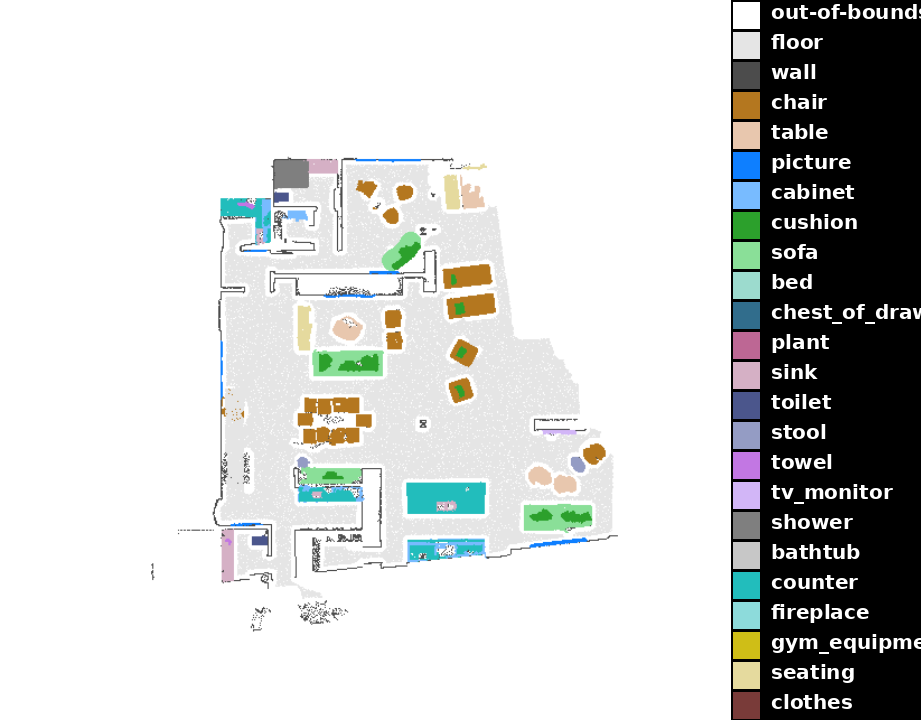 out-of-bounds
floor
wall
chair
table
picture
cabinet
cushion
sofa
bed
chest_of_draw
plant
sink
toilet
stool
towel
tv_monitor
shower
bathtub
counter
fireplace
gym_equipme
seating
clothes